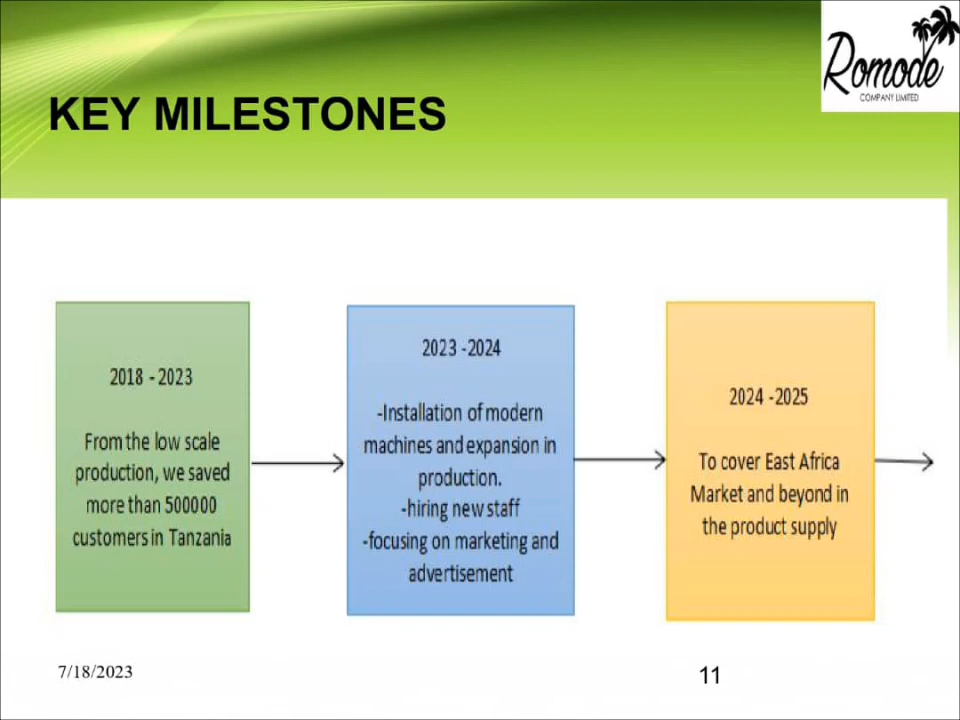 Romode
COMPANY LIMITED
KEY MILESTONES
2018 - 2023
From the low scale
production, we saved
more than 500000
customers in Tanzania
2023 -2024
-Installation of modern
machines and expansion in
production.
-hiring new staff
-focusing on marketing and
advertisement
2024 -2025
To cover East Africa
Market and beyond in
the product supply
7/18/2023
11